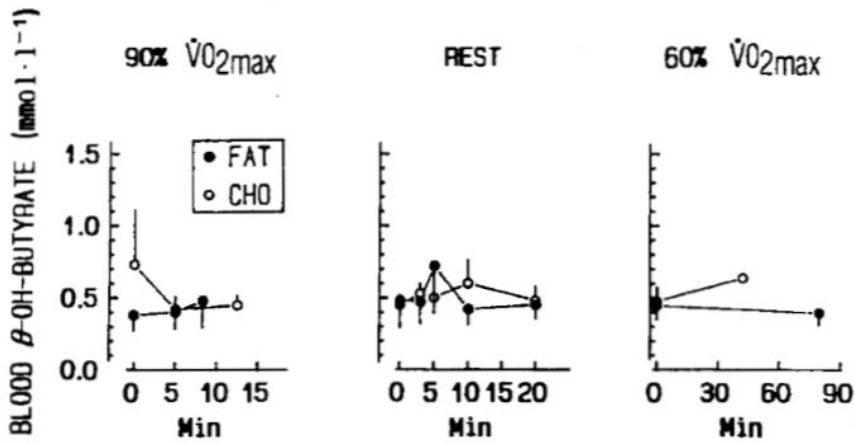 BLOOD β-OH-BUTYRATE (mmol·l⁻¹)
90% V̇O2max
REST
60% V̇O2max
1.5
1.0
0.5
0.0
FAT
CHO
0 5 10 15
Min
0 5 10 15 20
Min
0 30 60 90
Min